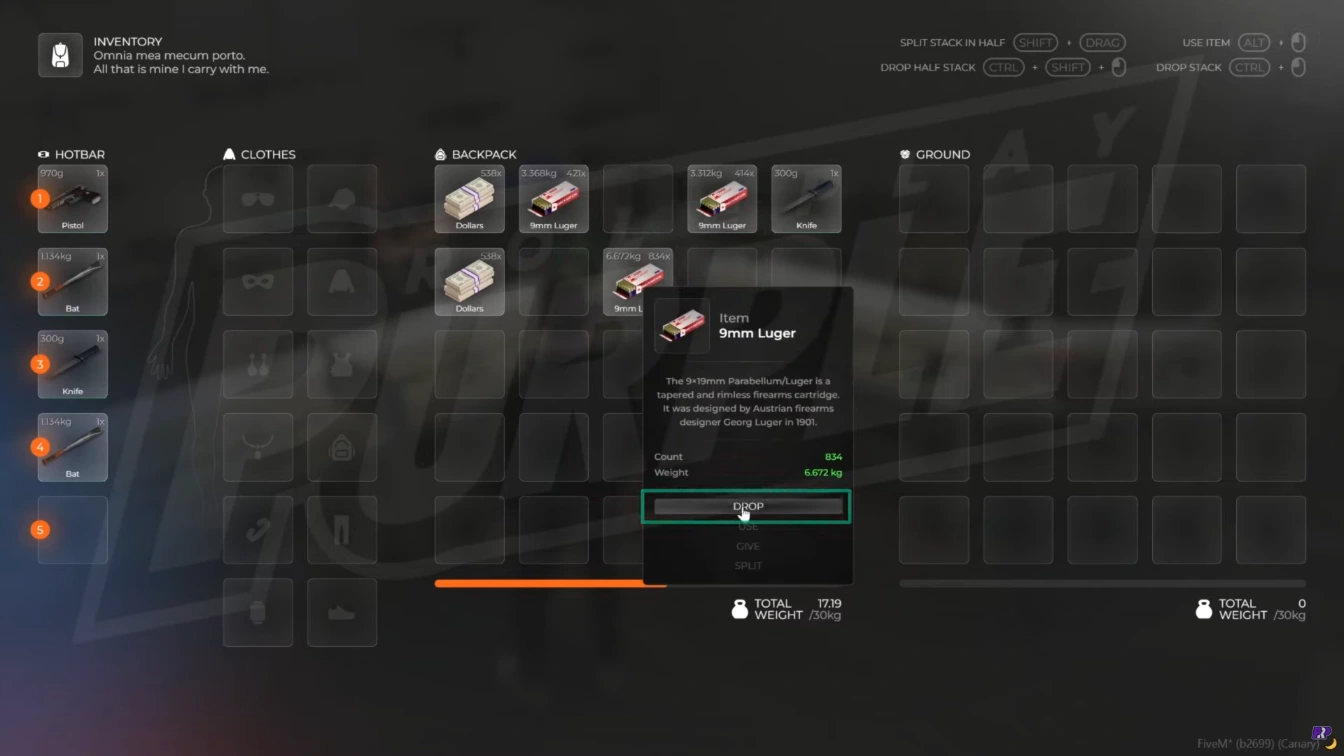 INVENTORY
Omnia mea mecum porto.
All that is mine I carry with me.
SPLIT STACK IN HALF SHIFT + DRAG
USE ITEM ALT +
DROP HALF STACK CTRL + SHIFT +
DROP STACK CTRL +
HOTBAR
970g 1x
1
Pistol
1.134kg 1x
2
Bat
300g 1x
3
Knife
1.134kg 1x
4
Bat
5
CLOTHES
BACKPACK
538x
Dollars
3.368kg 421x
9mm Luger
3.312kg 414x
9mm Luger
300g 1x
Knife
538x
Dollars
6.672kg 834x
9mm L
Item
9mm Luger
The 9×19mm Parabellum/Luger is a
tapered and rimless firearms cartridge.
It was designed by Austrian firearms
designer Georg Luger in 1901.
Count 834
Weight 6.672 kg
DROP
USE
GIVE
SPLIT
TOTAL 17.19
WEIGHT /30kg
GROUND
TOTAL 0
WEIGHT /30kg
PURPLE
FiveM* (b2699) (Canary)